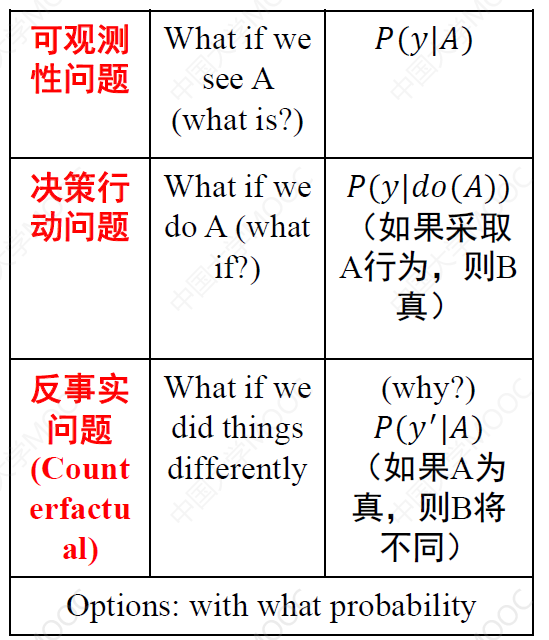 可观测性问题
What if we see A (what is?)
P(y|A)
决策行动问题
What if we do A (what if?)
P(y|do(A))
（如果采取A行为，则B真）
反事实问题(Counterfactual)
What if we did things differently
(why?)
P(y′|A)
（如果A为真，则B将不同）
Options: with what probability